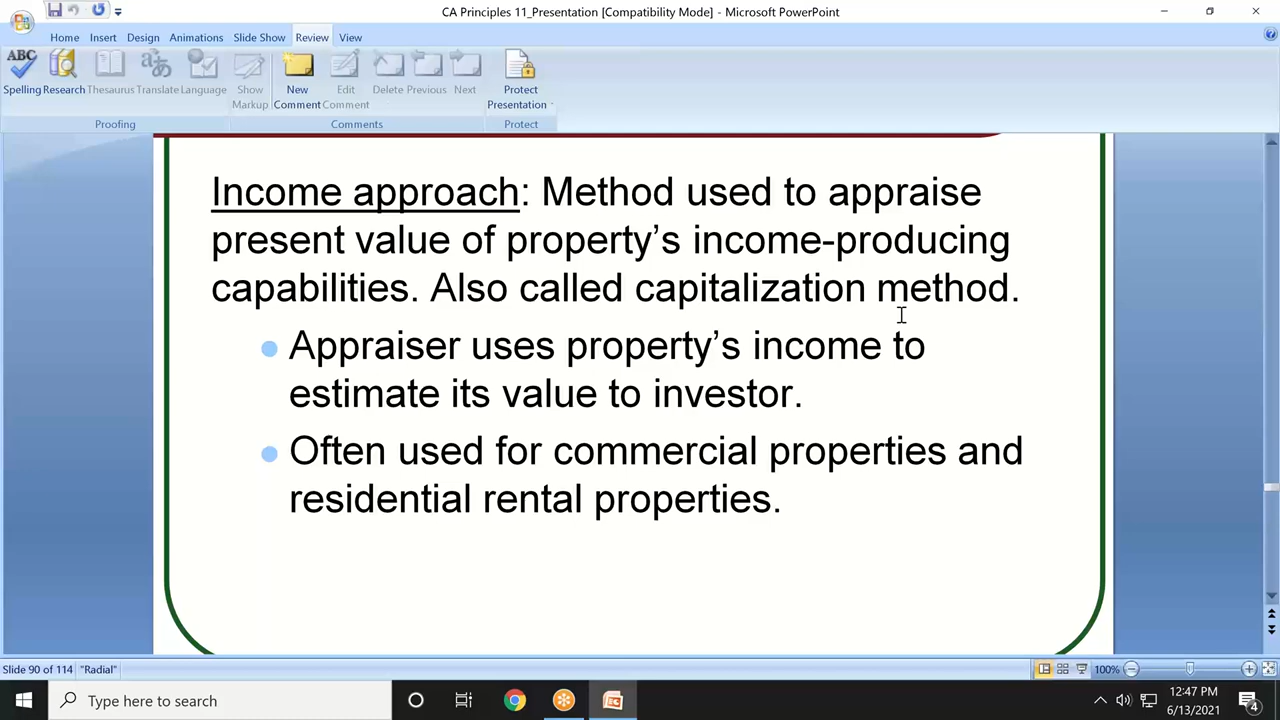 CA Principles 11_Presentation [Compatibility Mode] - Microsoft PowerPoint
Home Insert Design Animations Slide Show Review View
ABC
Spelling Research Thesaurus Translate Language Show Markup New Comment Edit Comment Delete Previous Next Protect Presentation
Proofing Comments Protect
Income approach: Method used to appraise
present value of property’s income-producing
capabilities. Also called capitalization method.
Appraiser uses property’s income to
estimate its value to investor.
Often used for commercial properties and
residential rental properties.
Slide 90 of 114 "Radial" 100%
Type here to search
12:47 PM
6/13/2021
4